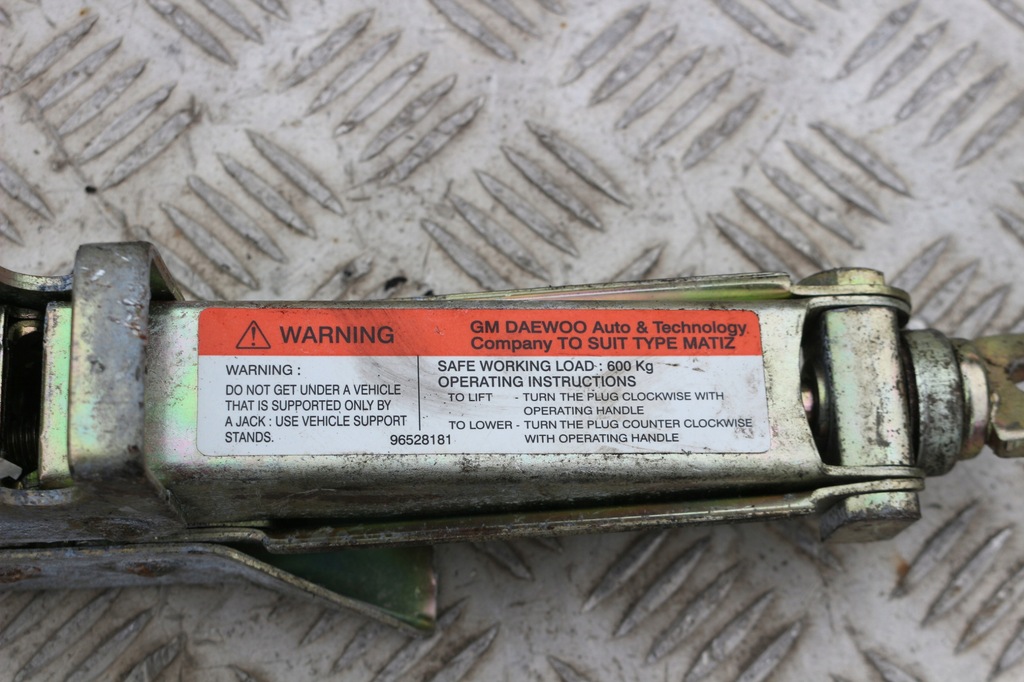 WARNING
GM DAEWOO Auto & Technology
Company TO SUIT TYPE MATIZ
WARNING :
DO NOT GET UNDER A VEHICLE
THAT IS SUPPORTED ONLY BY
A JACK : USE VEHICLE SUPPORT
STANDS.
96528181
SAFE WORKING LOAD : 600 Kg
OPERATING INSTRUCTIONS
TO LIFT - TURN THE PLUG CLOCKWISE WITH
OPERATING HANDLE
TO LOWER - TURN THE PLUG COUNTER CLOCKWISE
WITH OPERATING HANDLE